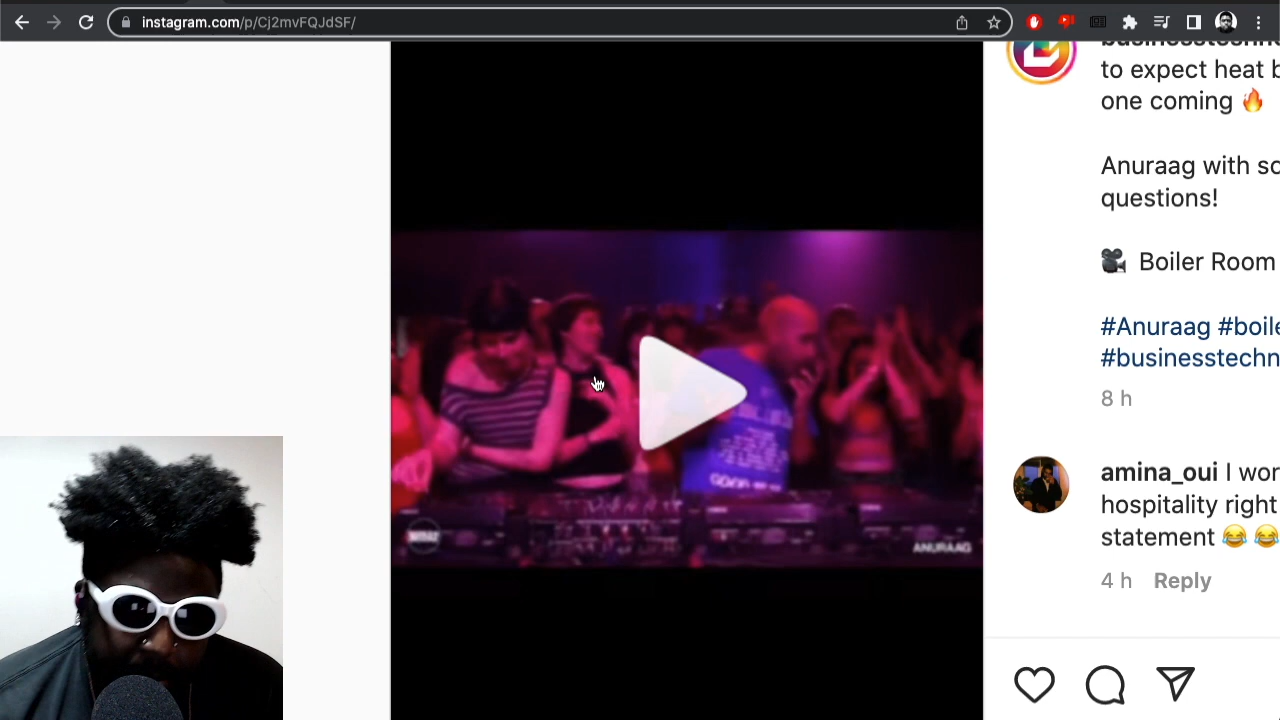 instagram.com/p/Cj2mvFQJdSF/
to expect heat b
one coming 🔥
Anuraag with so
questions!
🎥 Boiler Room
#Anuraag #boile
#businesstechn
8 h
amina_oui I wor
hospitality right
statement 😂 😂
4 h Reply
ANURAAG